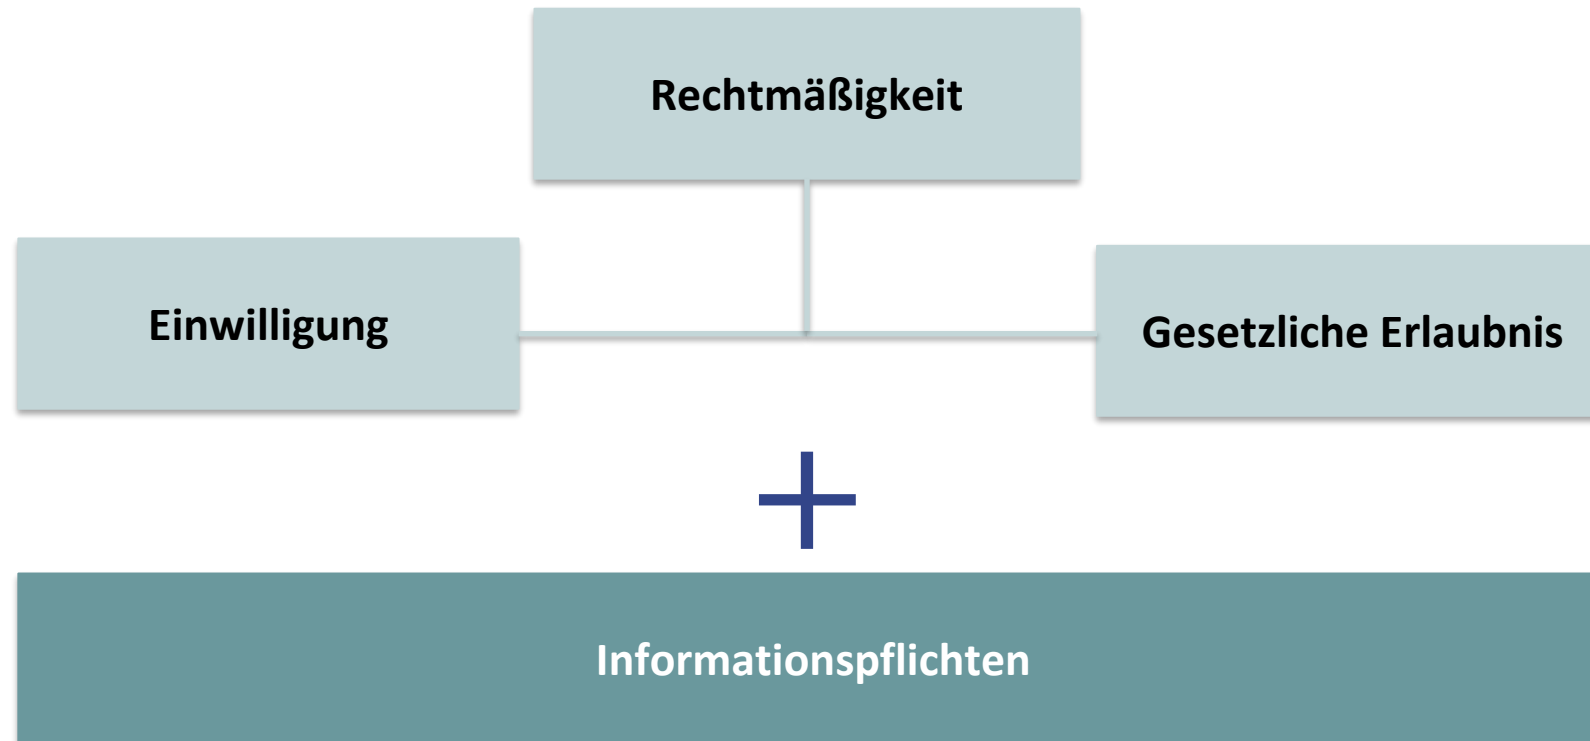 Rechtmäßigkeit
Einwilligung
Gesetzliche Erlaubnis
Informationspflichten